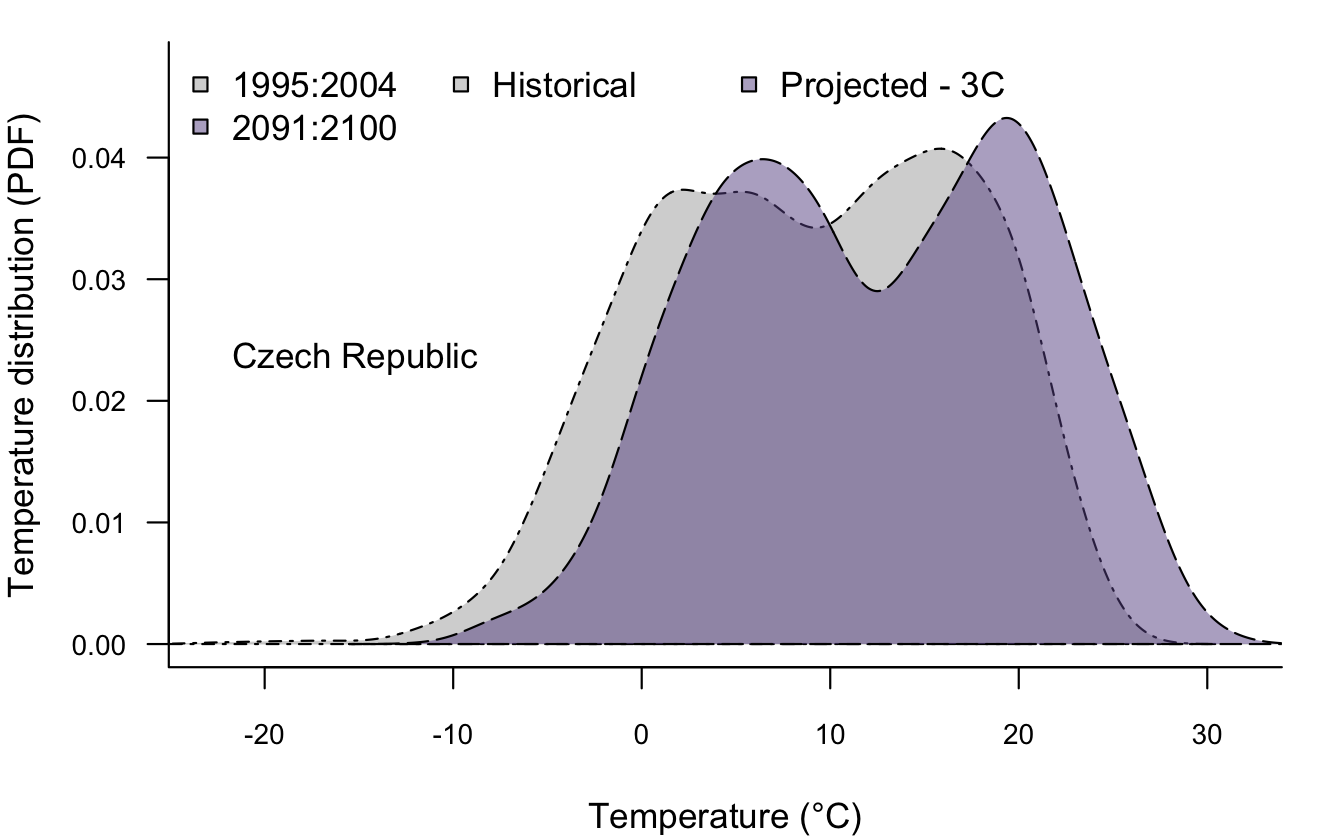 1995:2004 Historical Projected - 3C
2091:2100
Czech Republic
Temperature distribution (PDF)
0.04
0.03
0.02
0.01
0.00
-20 -10 0 10 20 30
Temperature (°C)